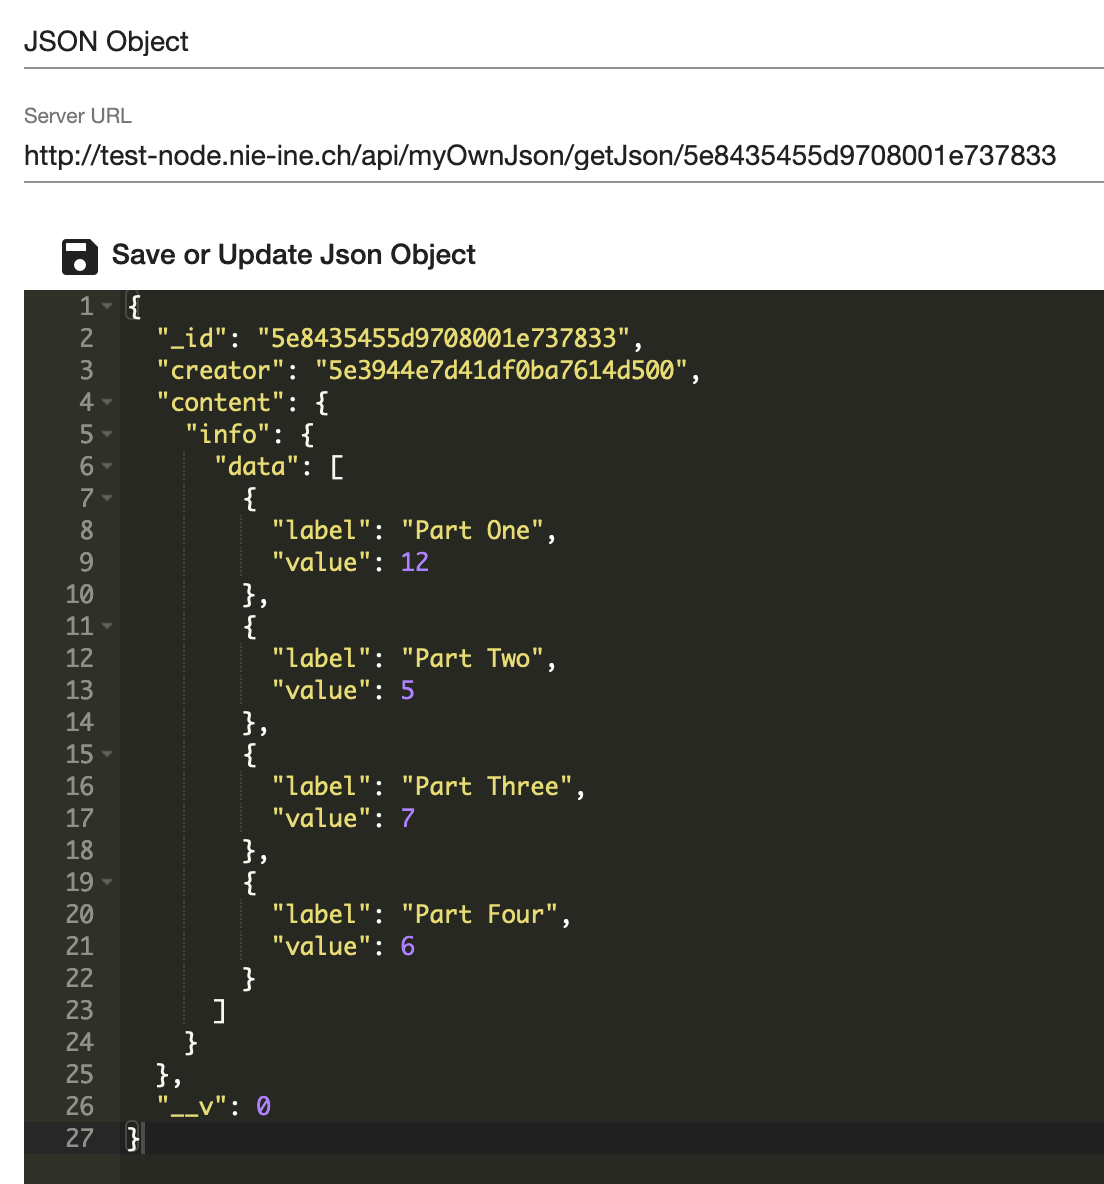 JSON Object
Server URL
http://test-node.nie-ine.ch/api/myOwnJson/getJson/5e8435455d9708001e737833
Save or Update Json Object
1 {
2 "_id": "5e8435455d9708001e737833",
3 "creator": "5e3944e7d41df0ba7614d500",
4 "content": {
5 "info": {
6 "data": [
7 {
8 "label": "Part One",
9 "value": 12
10 },
11 {
12 "label": "Part Two",
13 "value": 5
14 },
15 {
16 "label": "Part Three",
17 "value": 7
18 },
19 {
20 "label": "Part Four",
21 "value": 6
22 }
23 ]
24 }
25 },
26 "__v": 0
27 }